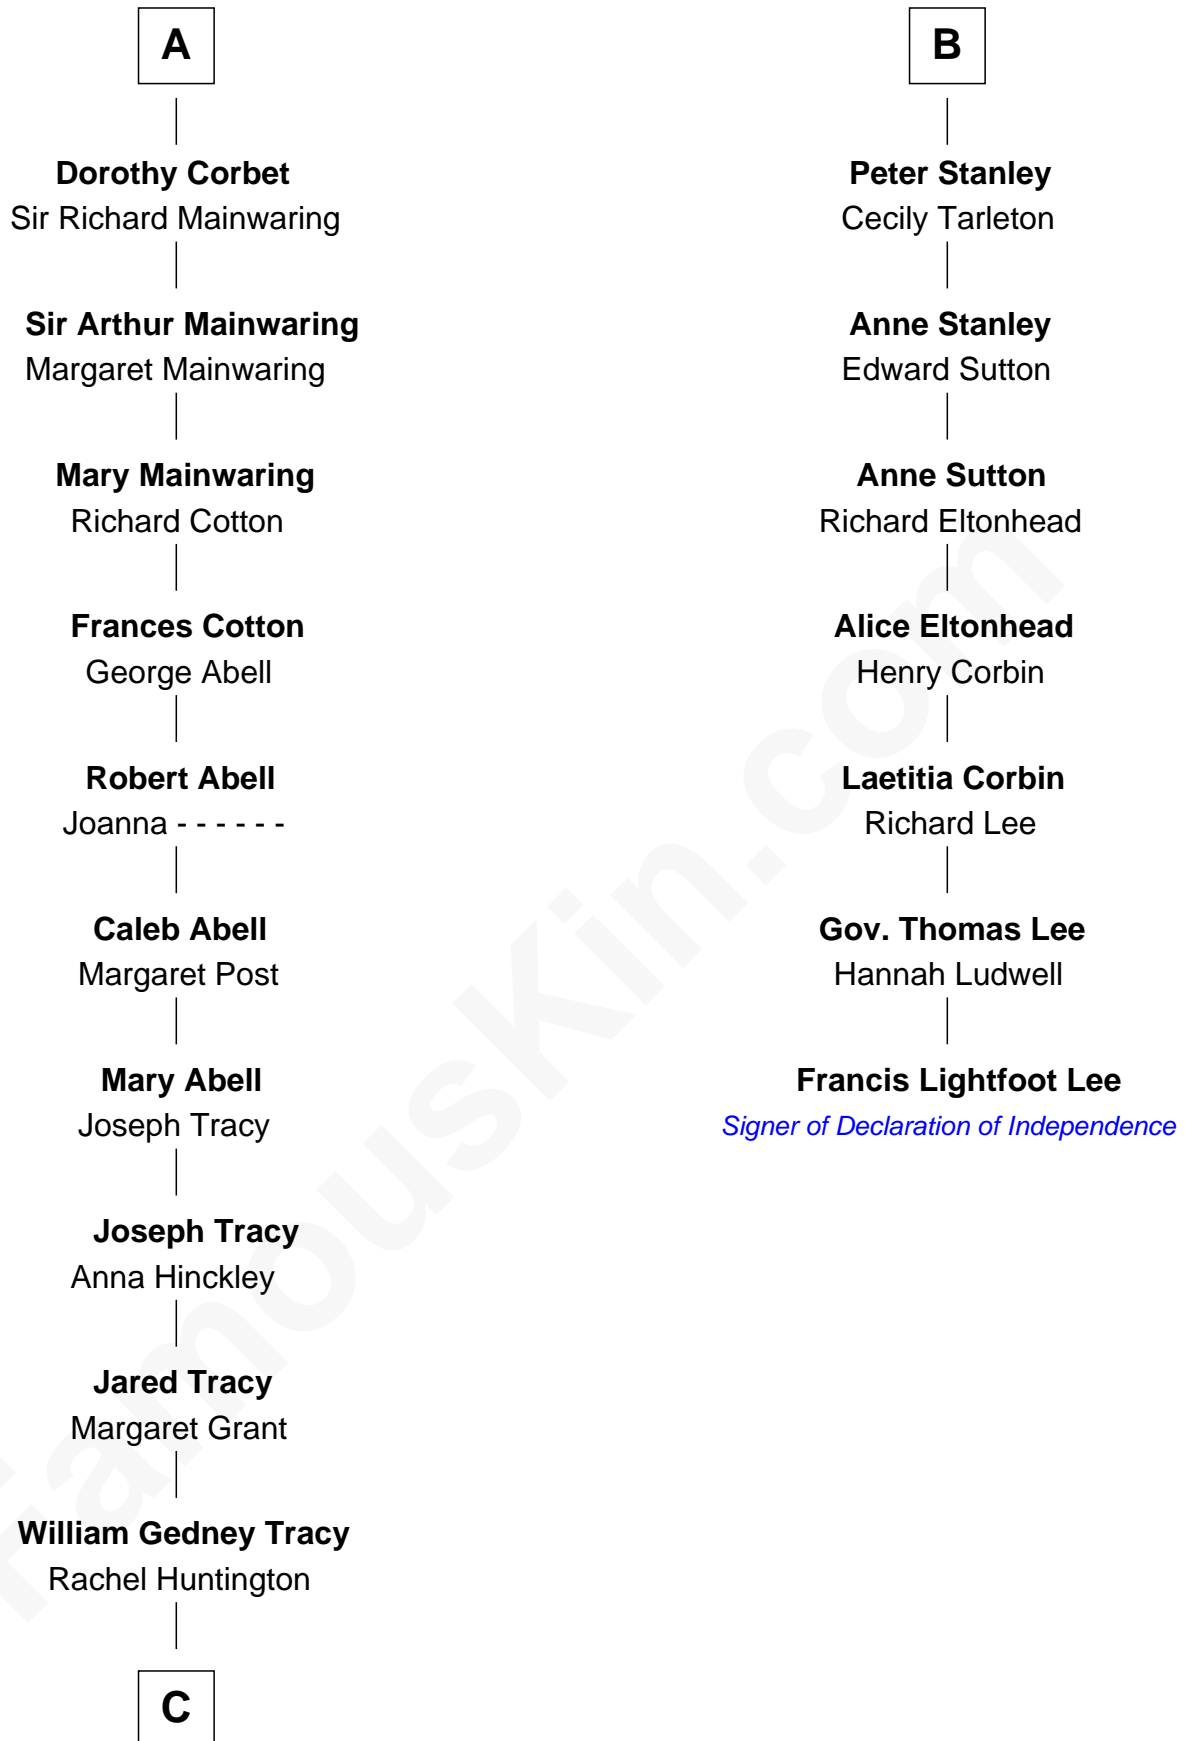 A
Dorothy Corbet
Sir Richard Mainwaring
Sir Arthur Mainwaring
Margaret Mainwaring
Mary Mainwaring
Richard Cotton
Frances Cotton
George Abell
Robert Abell
Joanna - - - - - -
Caleb Abell
Margaret Post
Mary Abell
Joseph Tracy
Joseph Tracy
Anna Hinckley
Jared Tracy
Margaret Grant
William Gedney Tracy
Rachel Huntington
C
B
Peter Stanley
Cecily Tarleton
Anne Stanley
Edward Sutton
Anne Sutton
Richard Eltonhead
Alice Eltonhead
Henry Corbin
Laetitia Corbin
Richard Lee
Gov. Thomas Lee
Hannah Ludwell
Francis Lightfoot Lee
Signer of Declaration of Independence
FamousKin.com